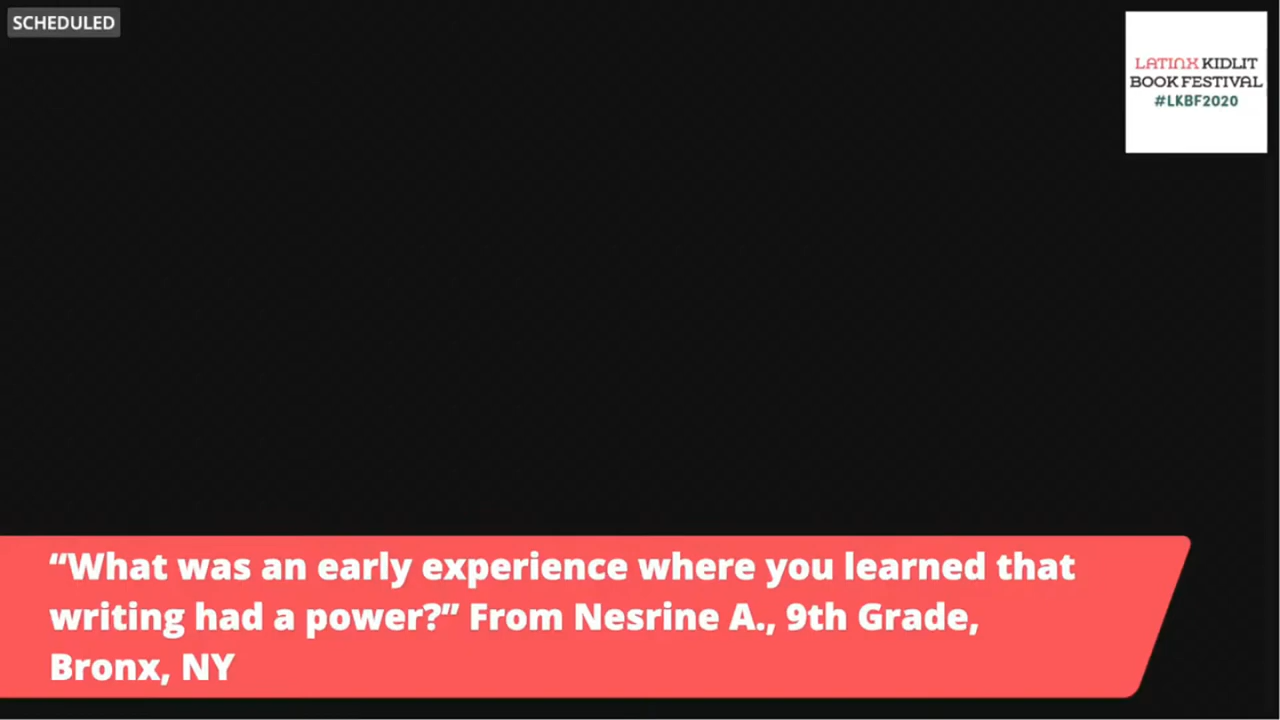 SCHEDULED
LATINX KIDLIT
BOOK FESTIVAL
#LKBF2020
“What was an early experience where you learned that
writing had a power?” From Nesrine A., 9th Grade,
Bronx, NY